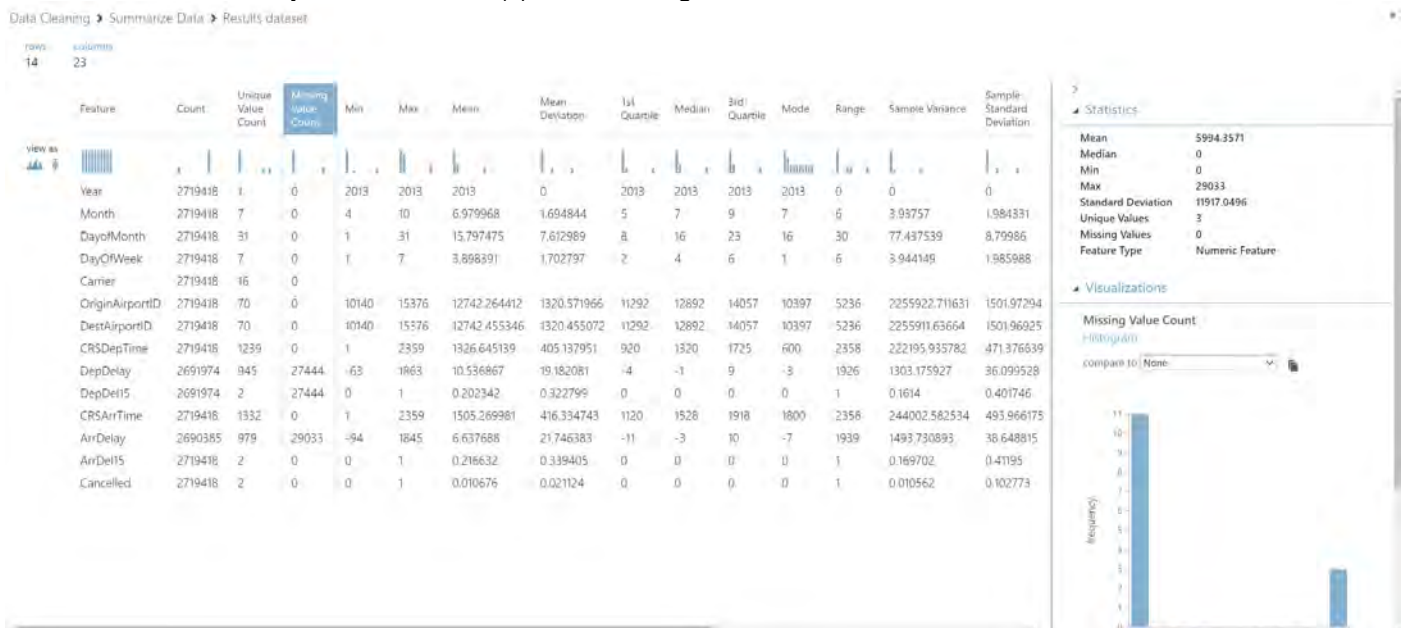 Data Cleaning > Summarize Data > Results dataset
rows columns
14 23
Feature Count Unique Value Count Missing Value Count Min Max Mean Mean Deviation 1st Quartile Median 3rd Quartile Mode Range Sample Variance Sample Standard Deviation
view as
Year 2719418 1 0 2013 2013 2013 0 2013 2013 2013 2013 0 0 0
Month 2719418 7 0 4 10 6.979968 1.694844 5 7 9 7 6 3.93757 1.984331
DayofMonth 2719418 31 0 1 31 15.797475 7.612989 8 16 23 16 30 77.437539 8.79986
DayOfWeek 2719418 7 0 1 7 3.898391 1.702797 2 4 6 1 6 3.944149 1.985988
Carrier 2719418 16 0
OriginAirportID 2719418 70 0 10140 15376 12742.264412 1320.571966 11292 12892 14057 10397 5236 2255922.711631 1501.97294
DestAirportID 2719418 70 0 10140 15376 12742.455346 1320.455072 11292 12892 14057 10397 5236 2255911.63664 1501.96925
CRSDepTime 2719418 1239 0 1 2359 1326.645139 405.137951 920 1320 1725 600 2358 222195.935782 471.376639
DepDelay 2691974 945 27444 -63 1863 10.536867 19.182081 -4 -1 9 -3 1926 1303.175927 36.099528
DepDel15 2691974 2 27444 0 1 0.202342 0.322799 0 0 0 0 1 0.1614 0.401746
CRSArrTime 2719418 1332 0 1 2359 1505.269981 416.334743 1120 1528 1918 1800 2358 244002.582534 493.966175
ArrDelay 2690385 979 29033 -94 1845 6.637688 21.746383 -11 -3 10 -7 1939 1493.730893 38.648815
ArrDel15 2719418 2 0 0 1 0.216632 0.339405 0 0 0 0 1 0.169702 0.41195
Cancelled 2719418 2 0 0 1 0.010676 0.021124 0 0 0 0 1 0.010562 0.102773
Statistics
Mean 5994.3571
Median 0
Min 0
Max 29033
Standard Deviation 11917.0496
Unique Values 3
Missing Values 0
Feature Type Numeric Feature
Visualizations
Missing Value Count
Histogram
compare to None
11
10
9
8
7
6
5
4
3
2
1
0
frequency